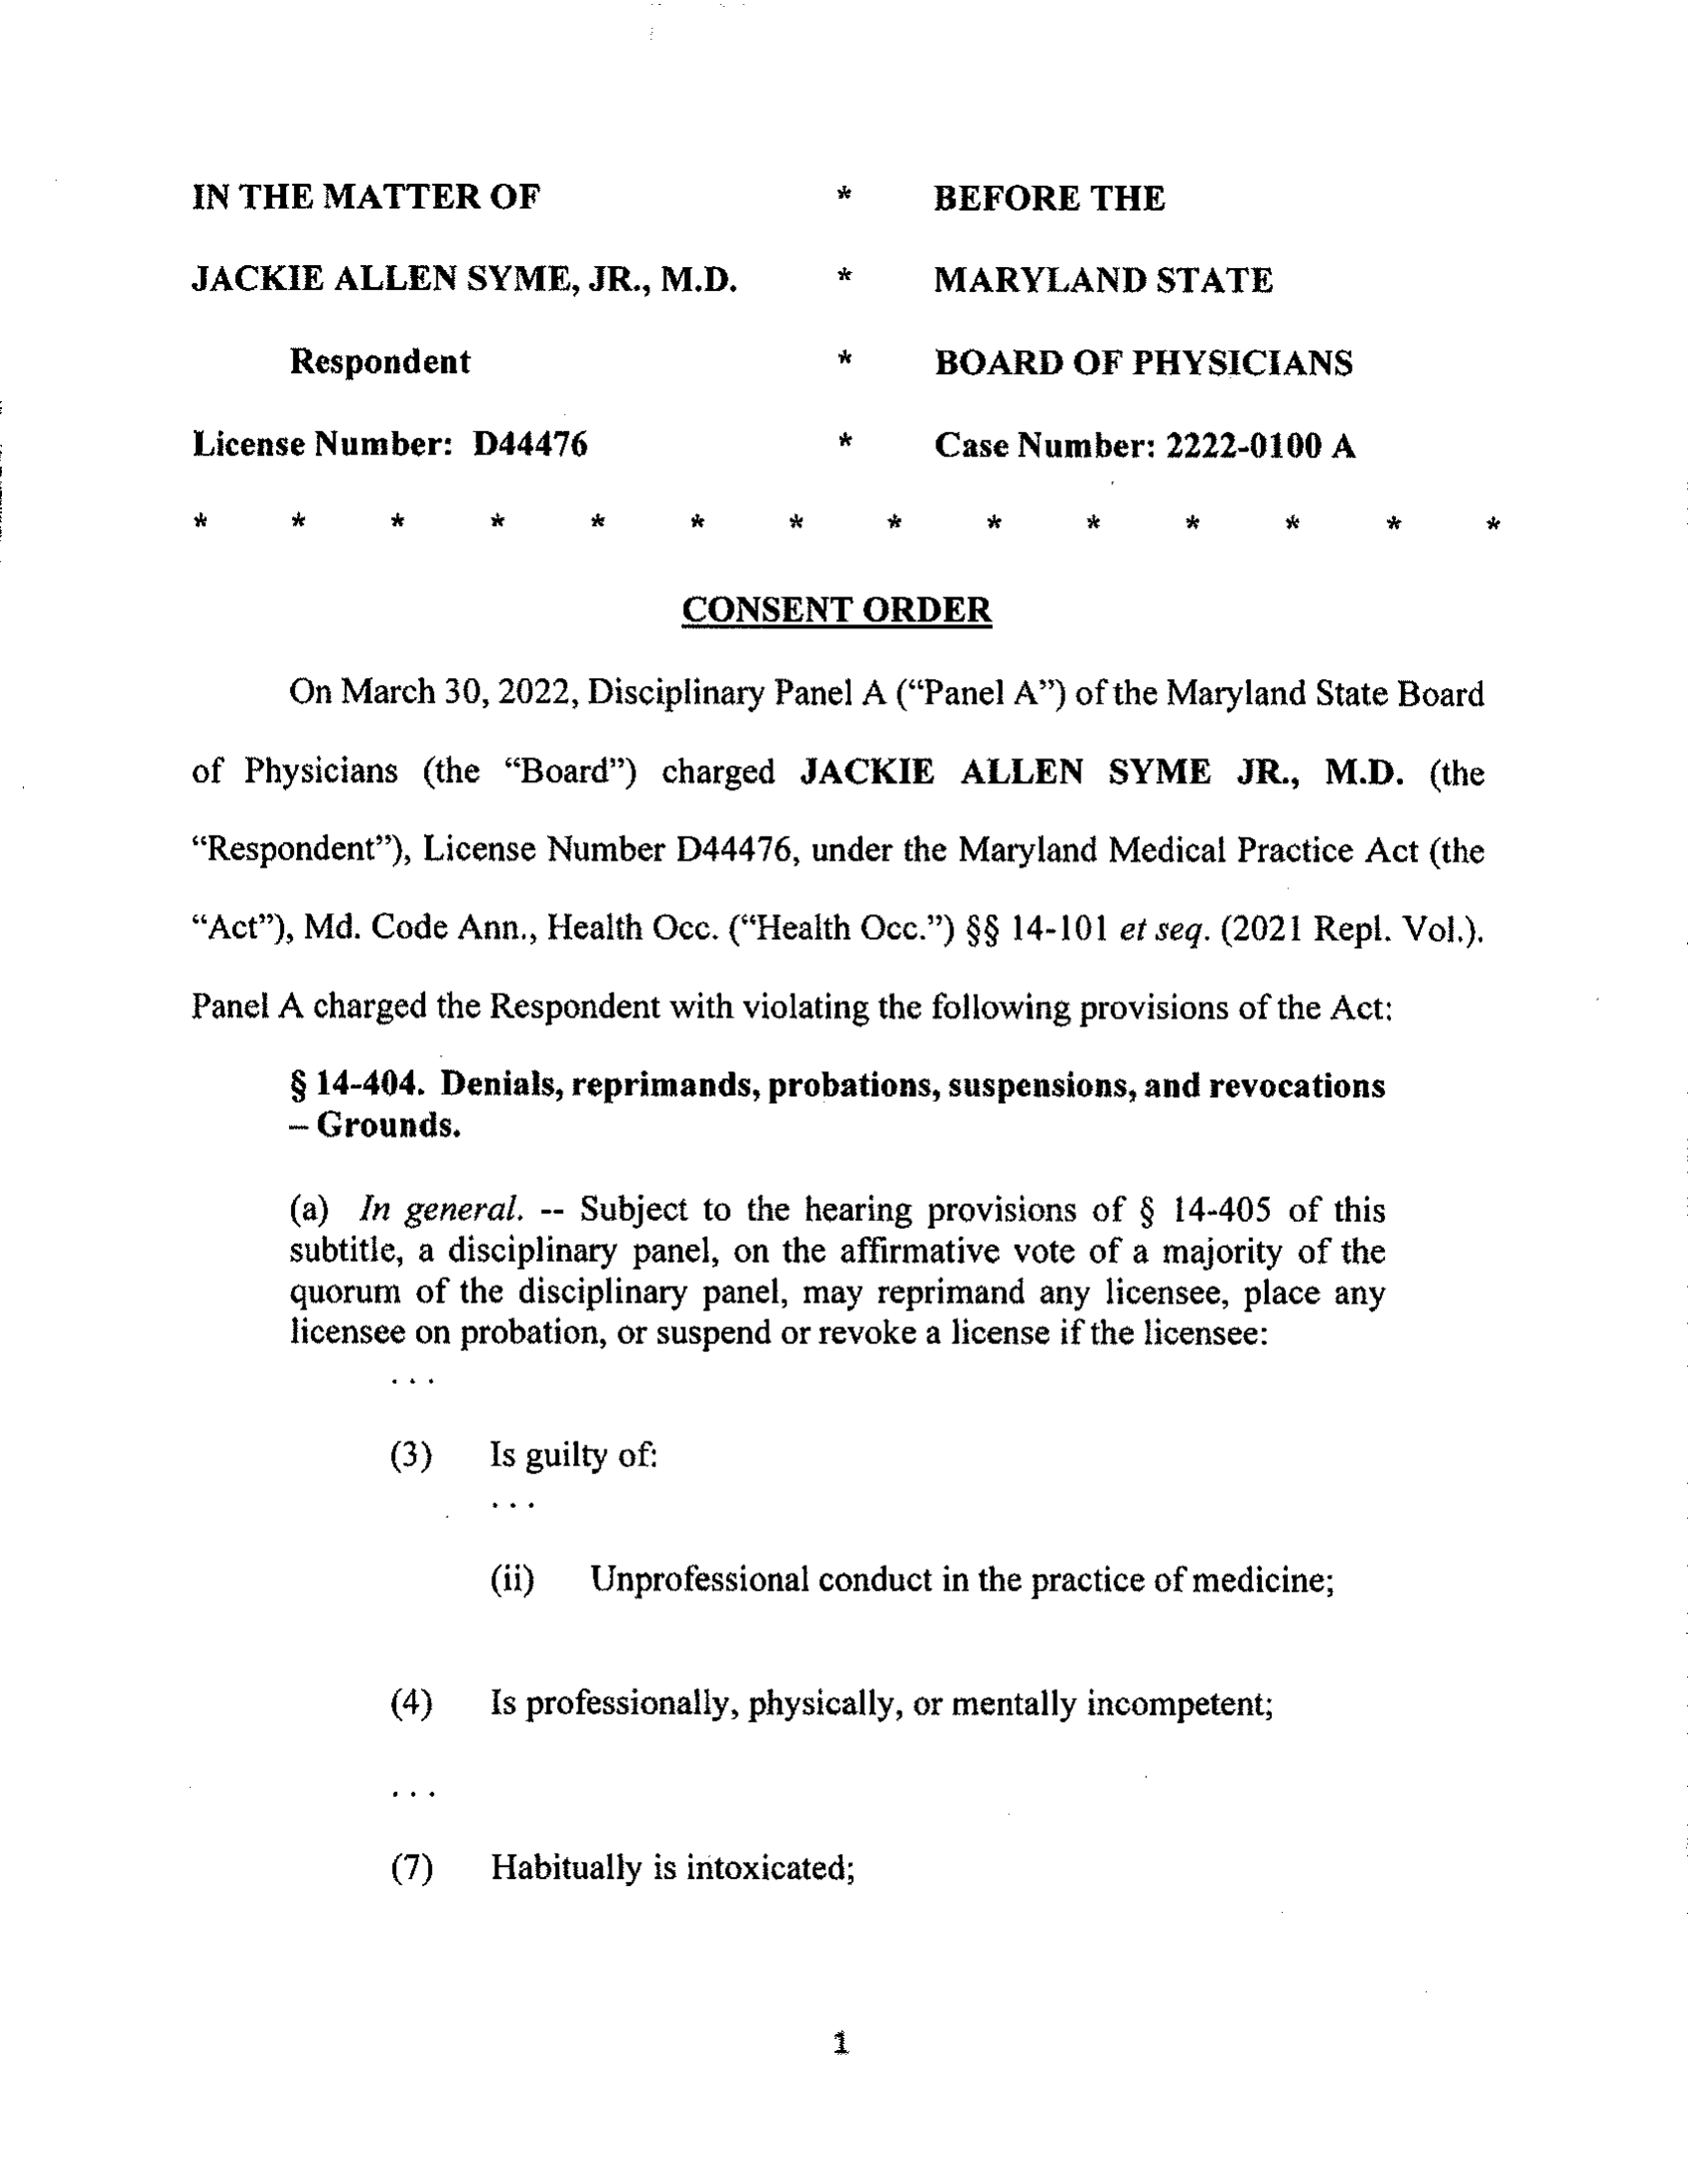 IN THE MATTER OF * BEFORE THE
JACKIE ALLEN SYME, JR., M.D. * MARYLAND STATE
Respondent * BOARD OF PHYSICIANS
License Number: D44476 * Case Number: 2222-0100 A
* * * * * * * * * * * * * *
CONSENT ORDER
On March 30, 2022, Disciplinary Panel A (“Panel A”) of the Maryland State Board
of Physicians (the “Board”) charged JACKIE ALLEN SYME JR., M.D. (the
“Respondent”), License Number D44476, under the Maryland Medical Practice Act (the
“Act”), Md. Code Ann., Health Occ. (“Health Occ.”) §§ 14-101 et seq. (2021 Repl. Vol.).
Panel A charged the Respondent with violating the following provisions of the Act:
§ 14-404. Denials, reprimands, probations, suspensions, and revocations
– Grounds.
(a) In general. -- Subject to the hearing provisions of § 14-405 of this
subtitle, a disciplinary panel, on the affirmative vote of a majority of the
quorum of the disciplinary panel, may reprimand any licensee, place any
licensee on probation, or suspend or revoke a license if the licensee:
. . .
(3) Is guilty of:
. . .
(ii) Unprofessional conduct in the practice of medicine;
(4) Is professionally, physically, or mentally incompetent;
. . .
(7) Habitually is intoxicated;
1